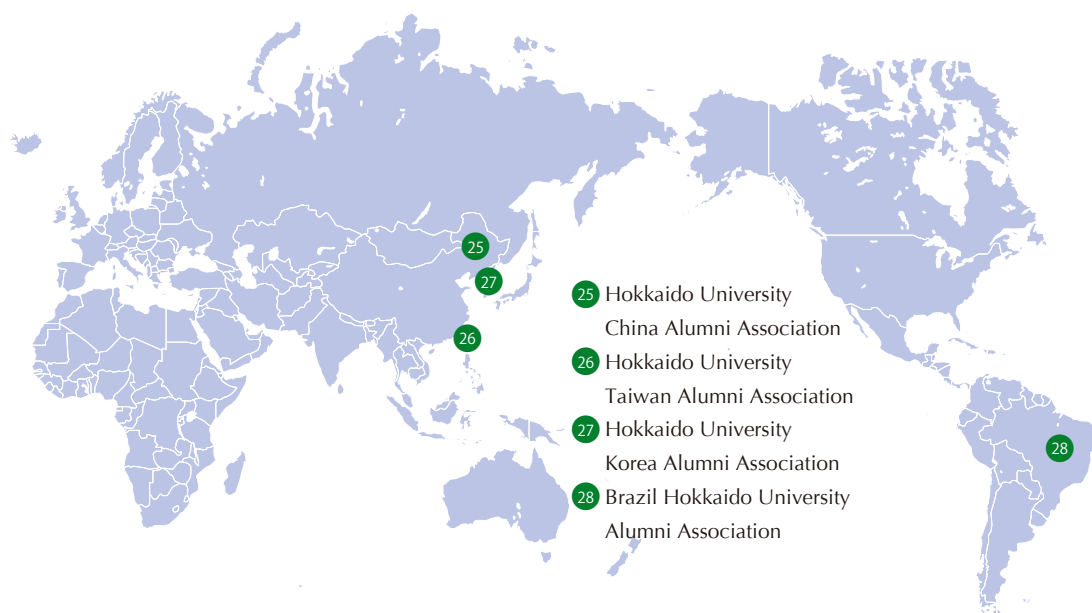 25
27
26
28
25 Hokkaido University
China Alumni Association
26 Hokkaido University
Taiwan Alumni Association
27 Hokkaido University
Korea Alumni Association
28 Brazil Hokkaido University
Alumni Association